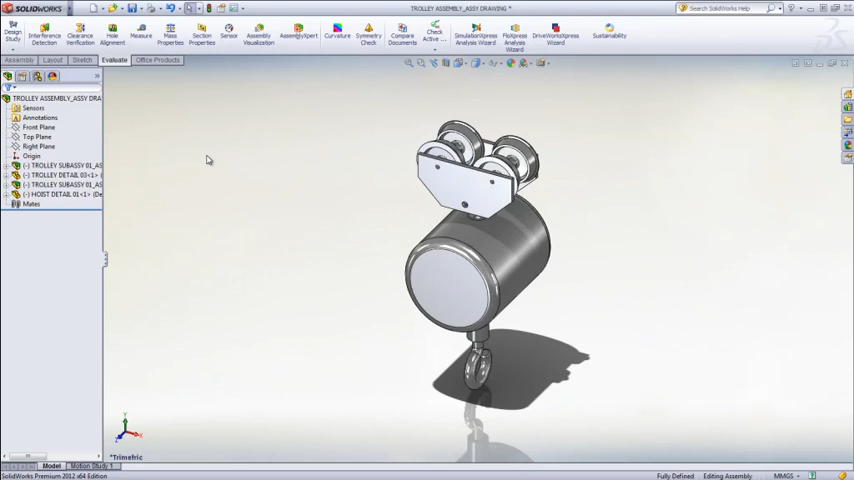 SOLIDWORKS
TROLLEY ASSEMBLY_ASSY DRAWING *
Search SolidWorks Help
Design Study
Interference Detection
Clearance Verification
Hole Alignment
Measure
Mass Properties
Section Properties
Sensor
Assembly Visualization
AssemblyXpert
Curvature
Symmetry Check
Compare Documents
Check Active ...
SimulationXpress Analysis Wizard
FloXpress Analysis Wizard
DriveWorksXpress Wizard
Sustainability
Assembly
Layout
Sketch
Evaluate
Office Products
TROLLEY ASSEMBLY_ASSY DRA
Sensors
Annotations
Front Plane
Top Plane
Right Plane
Origin
(-) TROLLEY SUBASSY 01_AS
(-) TROLLEY DETAIL 03<1> (
(-) TROLLEY SUBASSY 01_AS
(-) HOIST DETAIL 01<1> (De
Mates
Y
X
Z
*Trimetric
Model
Motion Study 1
SolidWorks Premium 2012 x64 Edition
Fully Defined
Editing Assembly
MMGS